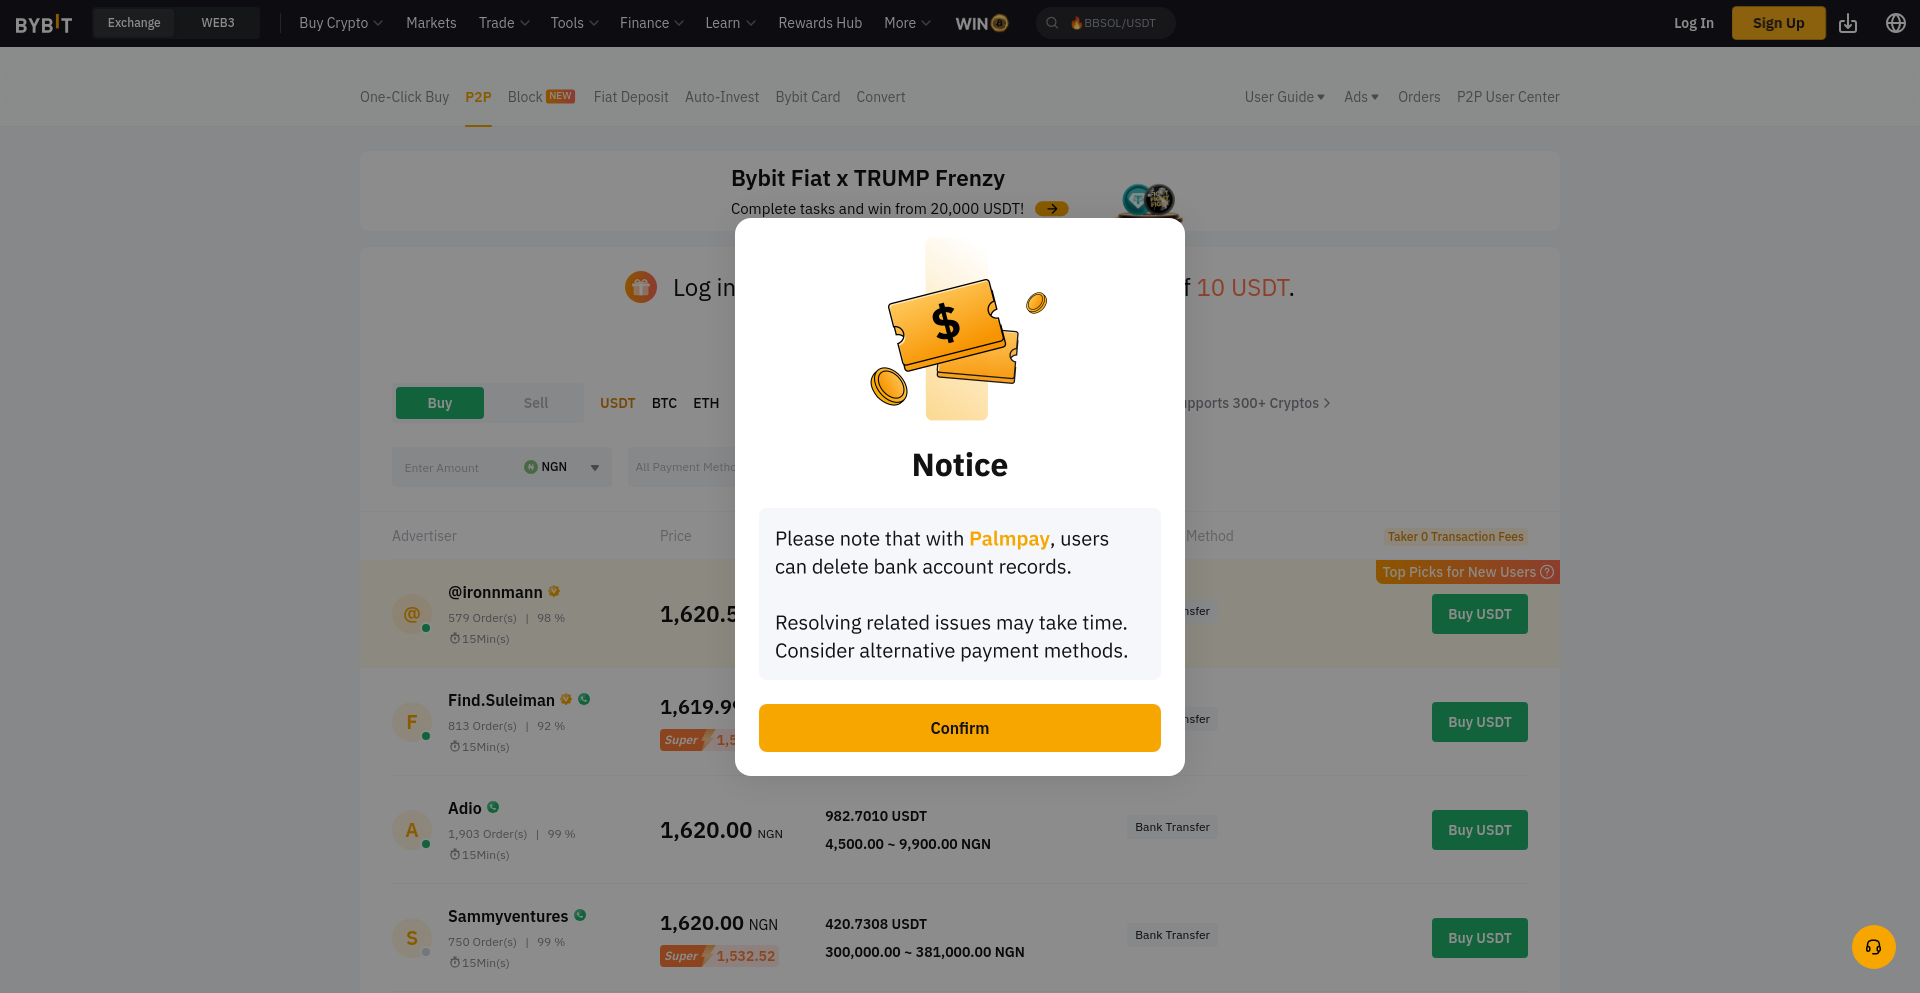 BYBIT Exchange WEB3 Buy Crypto Markets Trade Tools Finance Learn Rewards Hub More WIN BBSOL/USDT Log In Sign Up
One-Click Buy P2P Block NEW Fiat Deposit Auto-Invest Bybit Card Convert User Guide Ads Orders P2P User Center
Bybit Fiat x TRUMP Frenzy
Complete tasks and win from 20,000 USDT!
Log in 10 USDT.
Buy Sell USDT BTC ETH pports 300+ Cryptos
Enter Amount NGN All Payment Metho
Advertiser Price Method Taker 0 Transaction Fees
Top Picks for New Users
@ @ironnmann
579 Order(s) | 98 % 1,620.5 nsfer Buy USDT
15Min(s)
F Find.Suleiman
813 Order(s) | 92 % 1,619.9 nsfer Buy USDT
15Min(s) Super 1,5
A Adio
1,903 Order(s) | 99 % 1,620.00 NGN 982.7010 USDT Bank Transfer Buy USDT
15Min(s) 4,500.00 ~ 9,900.00 NGN
S Sammyventures
750 Order(s) | 99 % 1,620.00 NGN 420.7308 USDT Bank Transfer Buy USDT
15Min(s) Super 1,532.52 300,000.00 ~ 381,000.00 NGN
$
Notice
Please note that with Palmpay, users
can delete bank account records.
Resolving related issues may take time.
Consider alternative payment methods.
Confirm